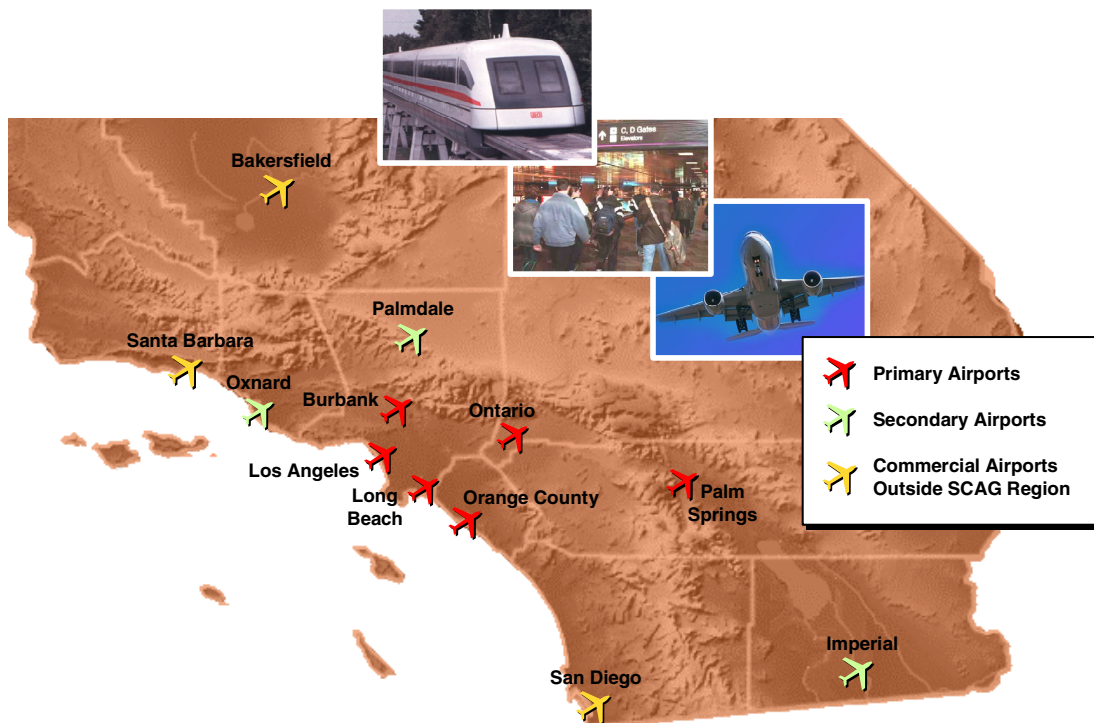 C, D Gates
Elevators
Bakersfield
Palmdale
Santa Barbara
Oxnard
Burbank
Ontario
Los Angeles
Long
Beach
Orange County
Palm
Springs
Imperial
San Diego
Primary Airports
Secondary Airports
Commercial Airports
Outside SCAG Region